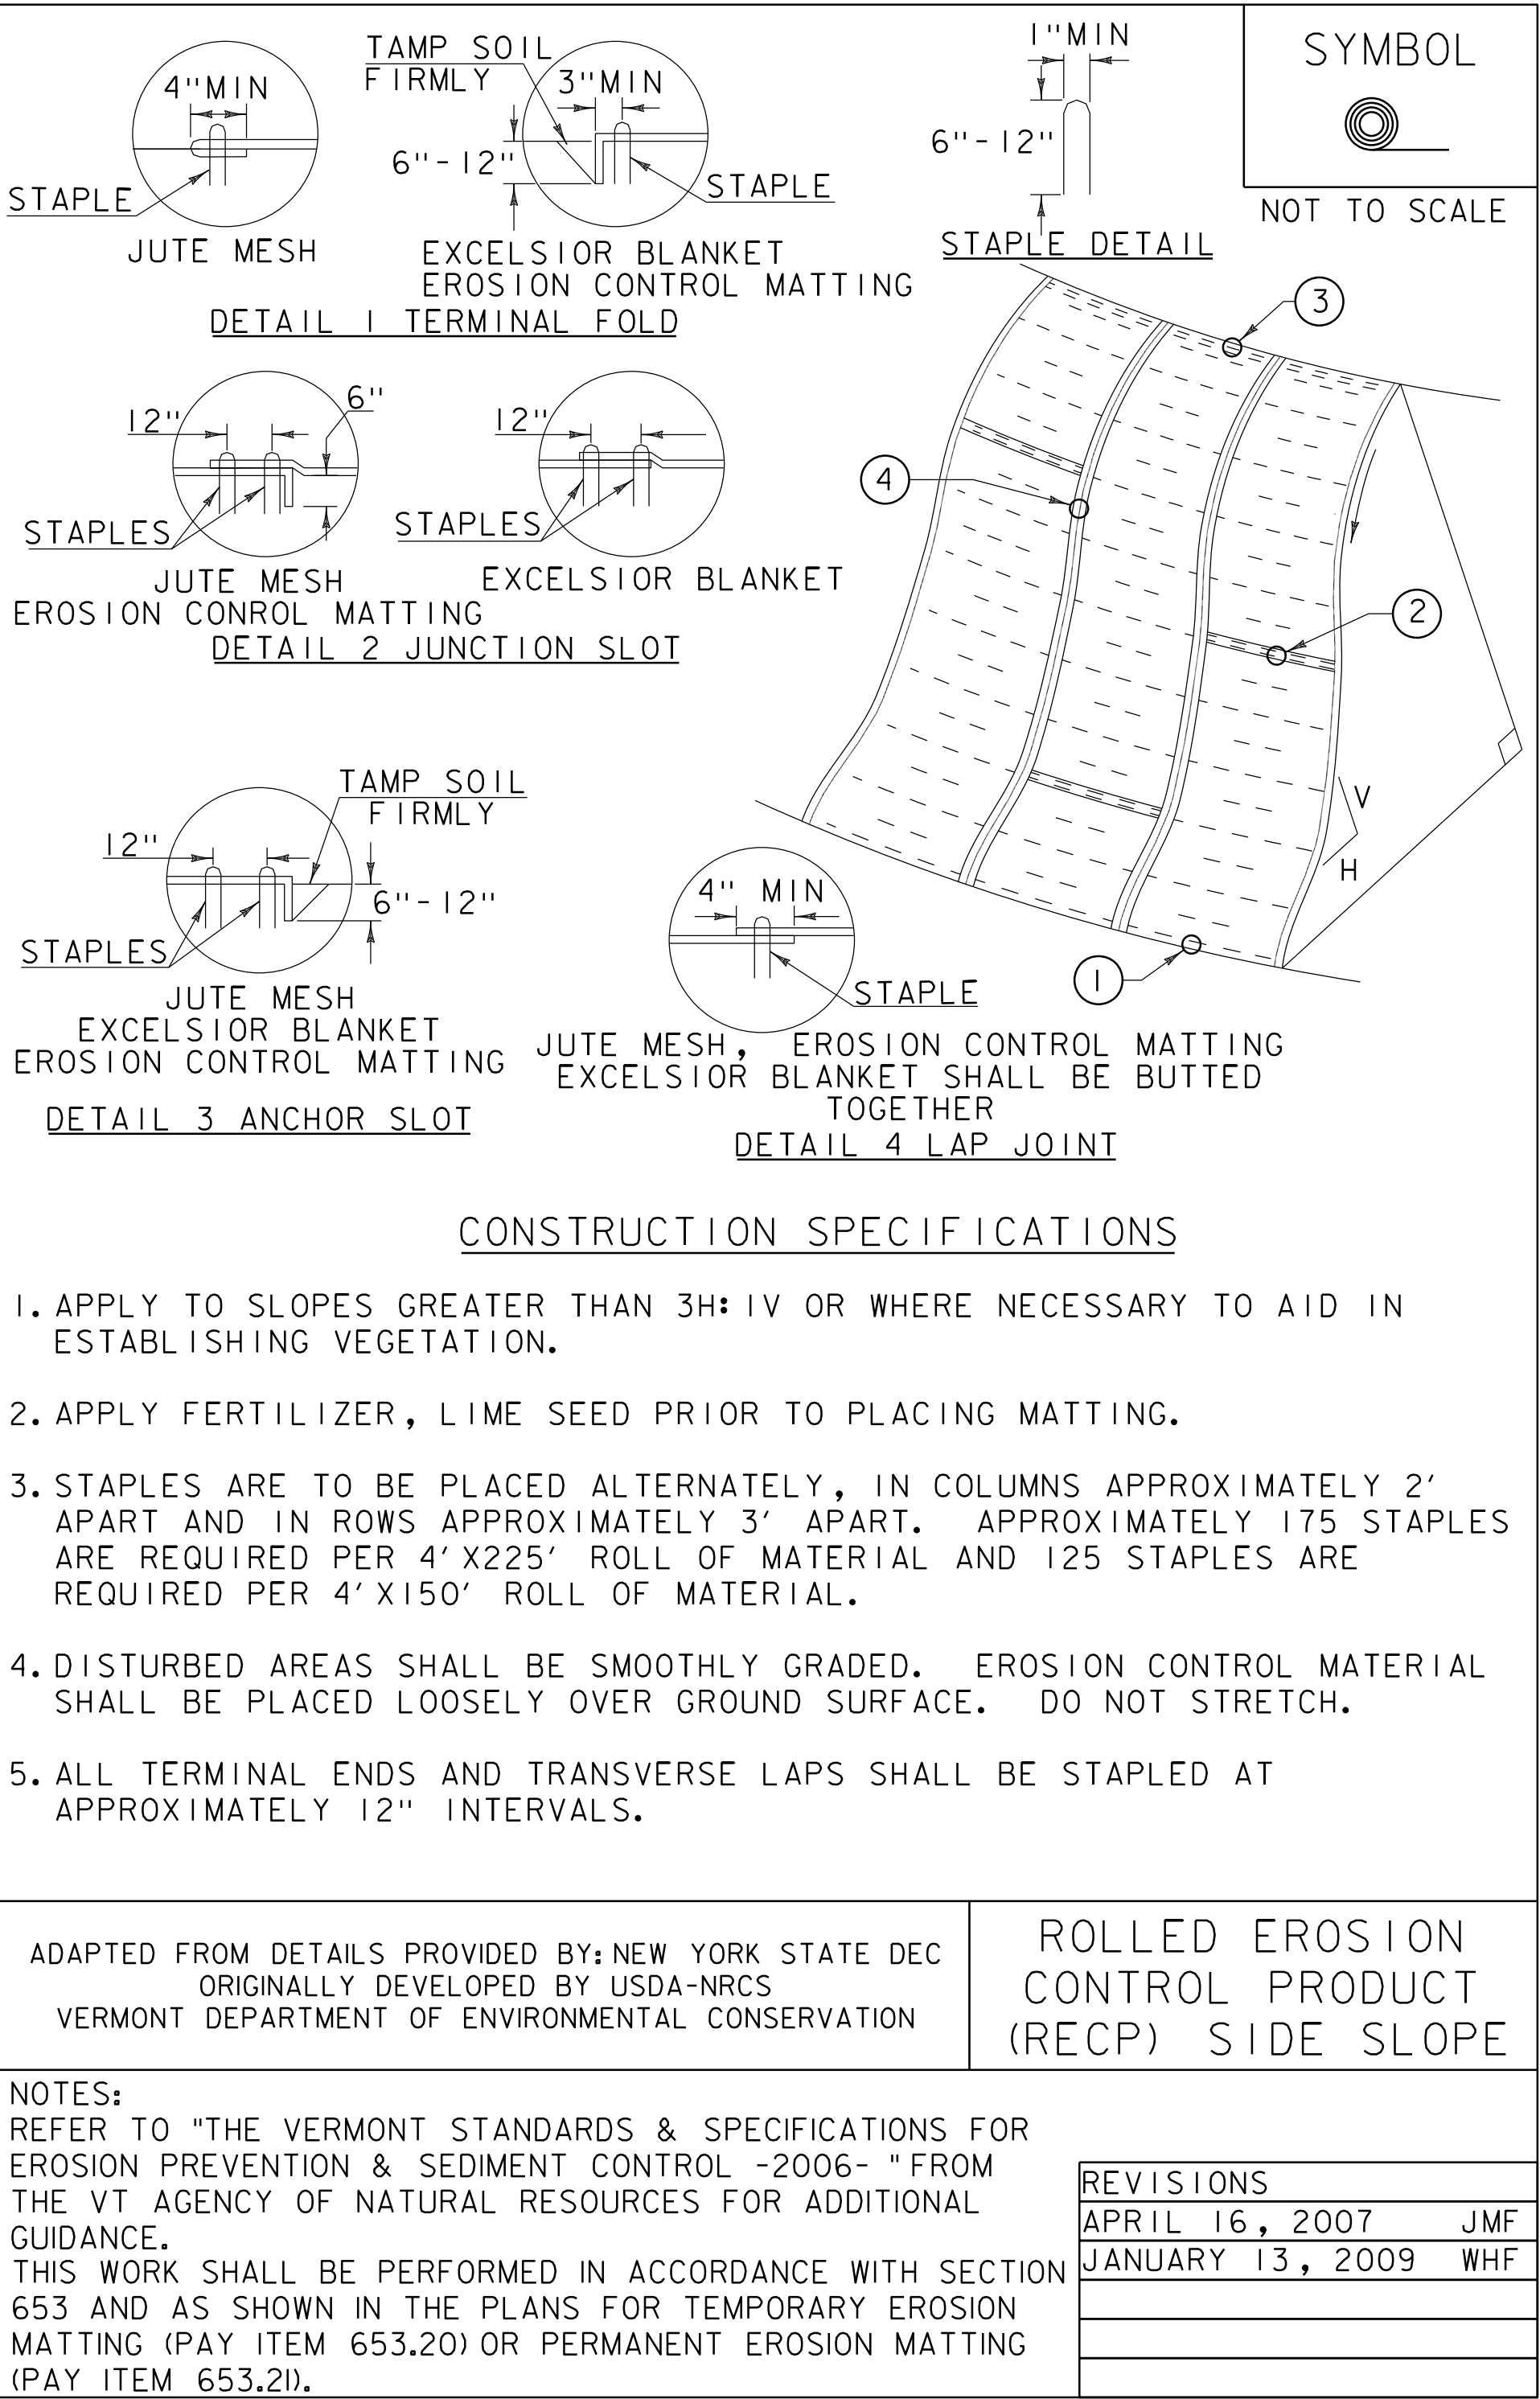 4"MIN
STAPLE
JUTE MESH
TAMP SOIL
FIRMLY
3"MIN
6"-12"
STAPLE
EXCELSIOR BLANKET
EROSION CONTROL MATTING
DETAIL 1 TERMINAL FOLD
1"MIN
6"-12"
STAPLE DETAIL
SYMBOL
NOT TO SCALE
12"
6"
STAPLES
JUTE MESH
EROSION CONROL MATTING
12"
STAPLES
EXCELSIOR BLANKET
DETAIL 2 JUNCTION SLOT
3
4
2
V
H
1
TAMP SOIL
FIRMLY
12"
6"-12"
STAPLES
JUTE MESH
EXCELSIOR BLANKET
EROSION CONTROL MATTING
DETAIL 3 ANCHOR SLOT
4" MIN
STAPLE
JUTE MESH, EROSION CONTROL MATTING
EXCELSIOR BLANKET SHALL BE BUTTED
TOGETHER
DETAIL 4 LAP JOINT
CONSTRUCTION SPECIFICATIONS
1. APPLY TO SLOPES GREATER THAN 3H:1V OR WHERE NECESSARY TO AID IN
ESTABLISHING VEGETATION.
2. APPLY FERTILIZER, LIME SEED PRIOR TO PLACING MATTING.
3. STAPLES ARE TO BE PLACED ALTERNATELY, IN COLUMNS APPROXIMATELY 2'
APART AND IN ROWS APPROXIMATELY 3' APART. APPROXIMATELY 175 STAPLES
ARE REQUIRED PER 4'X225' ROLL OF MATERIAL AND 125 STAPLES ARE
REQUIRED PER 4'X150' ROLL OF MATERIAL.
4. DISTURBED AREAS SHALL BE SMOOTHLY GRADED. EROSION CONTROL MATERIAL
SHALL BE PLACED LOOSELY OVER GROUND SURFACE. DO NOT STRETCH.
5. ALL TERMINAL ENDS AND TRANSVERSE LAPS SHALL BE STAPLED AT
APPROXIMATELY 12" INTERVALS.
ADAPTED FROM DETAILS PROVIDED BY: NEW YORK STATE DEC
ORIGINALLY DEVELOPED BY USDA-NRCS
VERMONT DEPARTMENT OF ENVIRONMENTAL CONSERVATION
ROLLED EROSION
CONTROL PRODUCT
(RECP) SIDE SLOPE
NOTES:
REFER TO "THE VERMONT STANDARDS & SPECIFICATIONS FOR
EROSION PREVENTION & SEDIMENT CONTROL -2006- " FROM
THE VT AGENCY OF NATURAL RESOURCES FOR ADDITIONAL
GUIDANCE.
THIS WORK SHALL BE PERFORMED IN ACCORDANCE WITH SECTION
653 AND AS SHOWN IN THE PLANS FOR TEMPORARY EROSION
MATTING (PAY ITEM 653.20) OR PERMANENT EROSION MATTING
(PAY ITEM 653.21).
REVISIONS
APRIL 16, 2007 JMF
JANUARY 13, 2009 WHF